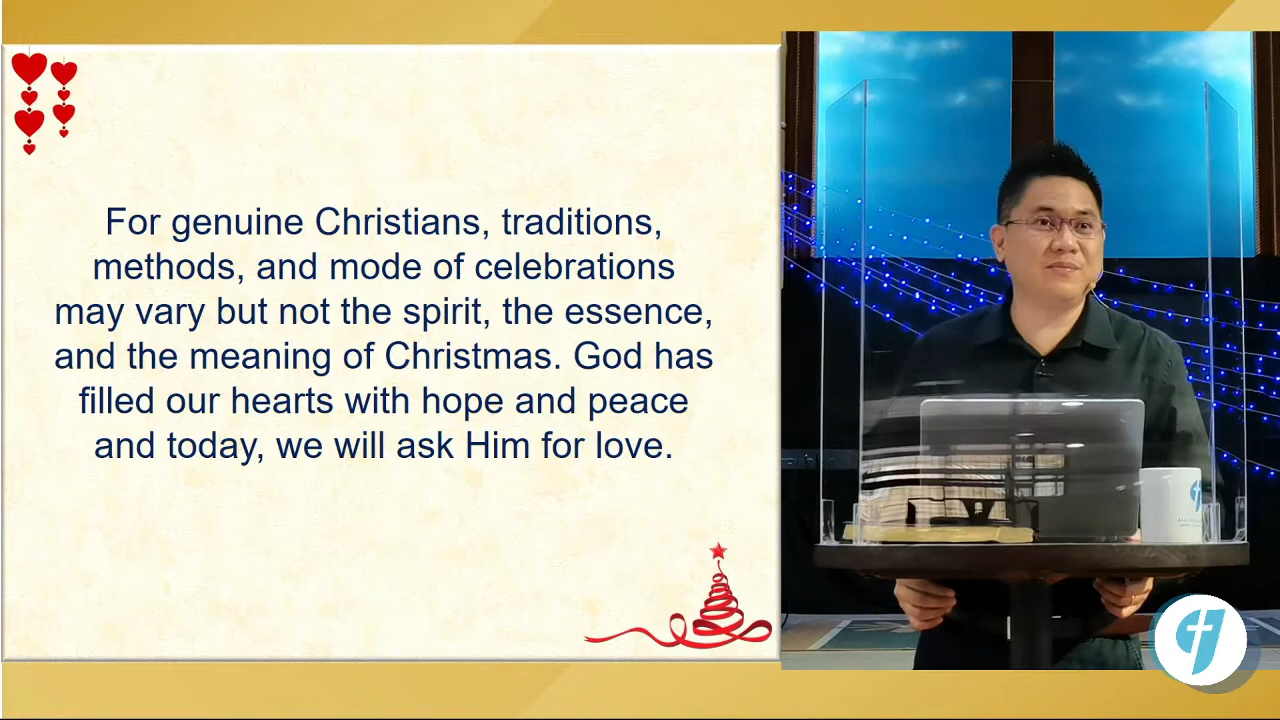 For genuine Christians, traditions,
methods, and mode of celebrations
may vary but not the spirit, the essence,
and the meaning of Christmas. God has
filled our hearts with hope and peace
and today, we will ask Him for love.